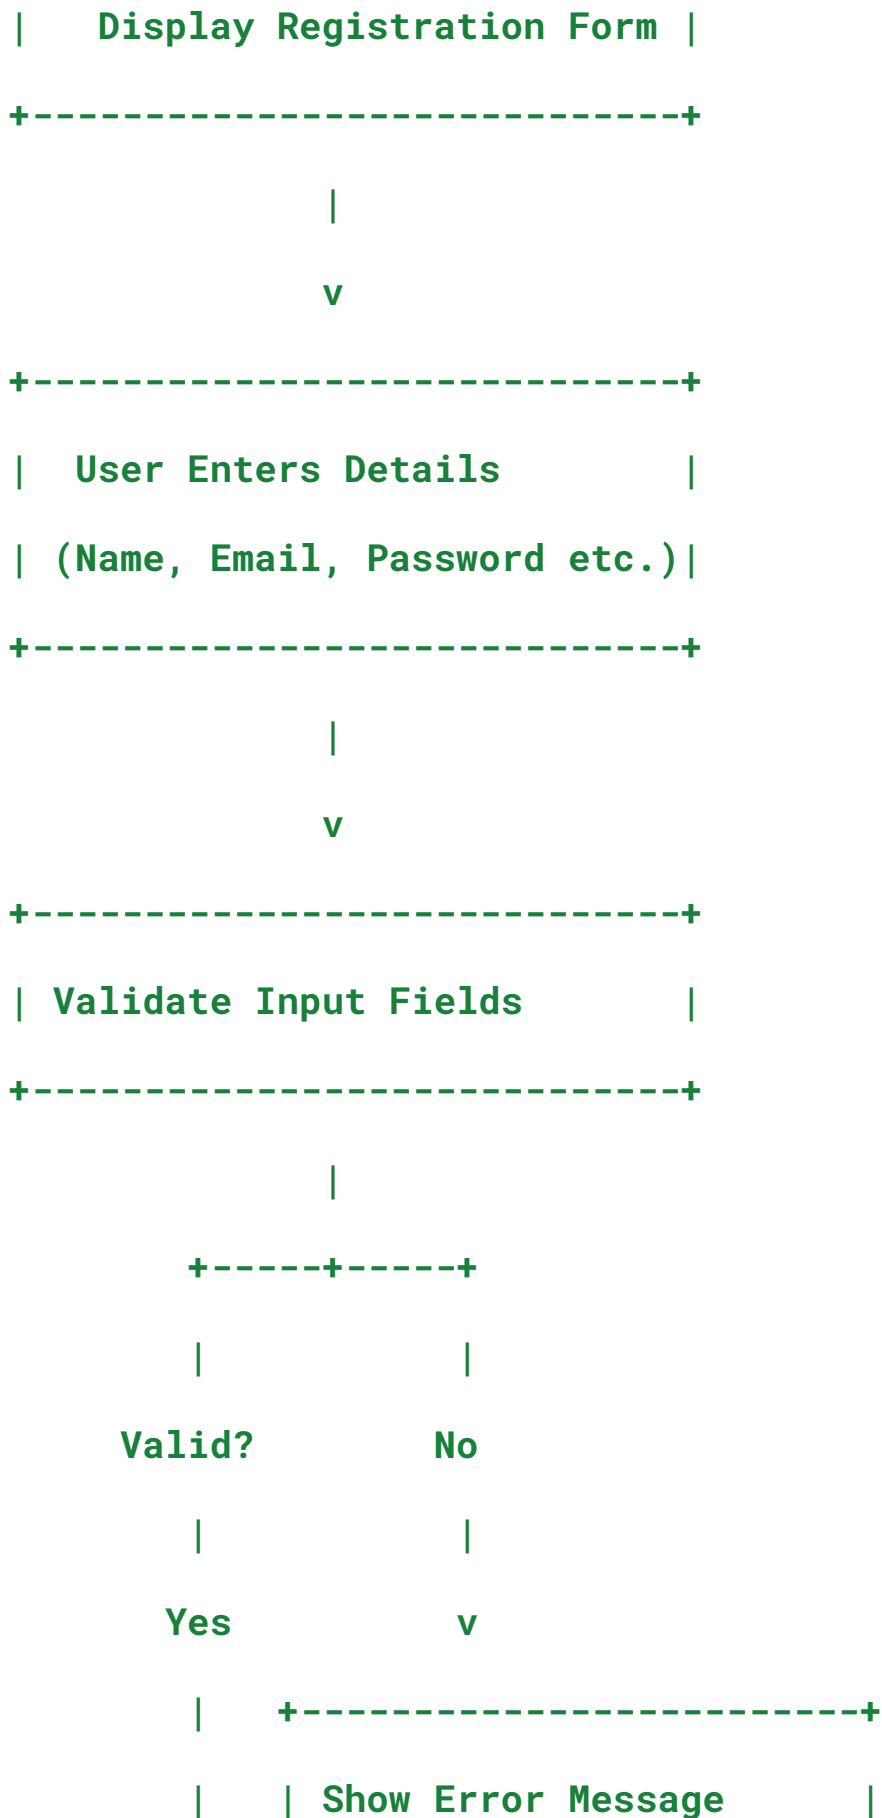 |   Display Registration Form |
+-----------------------------+
              |
              v
+-----------------------------+
|  User Enters Details        |
| (Name, Email, Password etc.)|
+-----------------------------+
              |
              v
+-----------------------------+
| Validate Input Fields       |
+-----------------------------+
              |
        +-----+-----+
        |           |
     Valid?        No
        |           |
       Yes          v
        |   +-------------------------+
        |   | Show Error Message      |